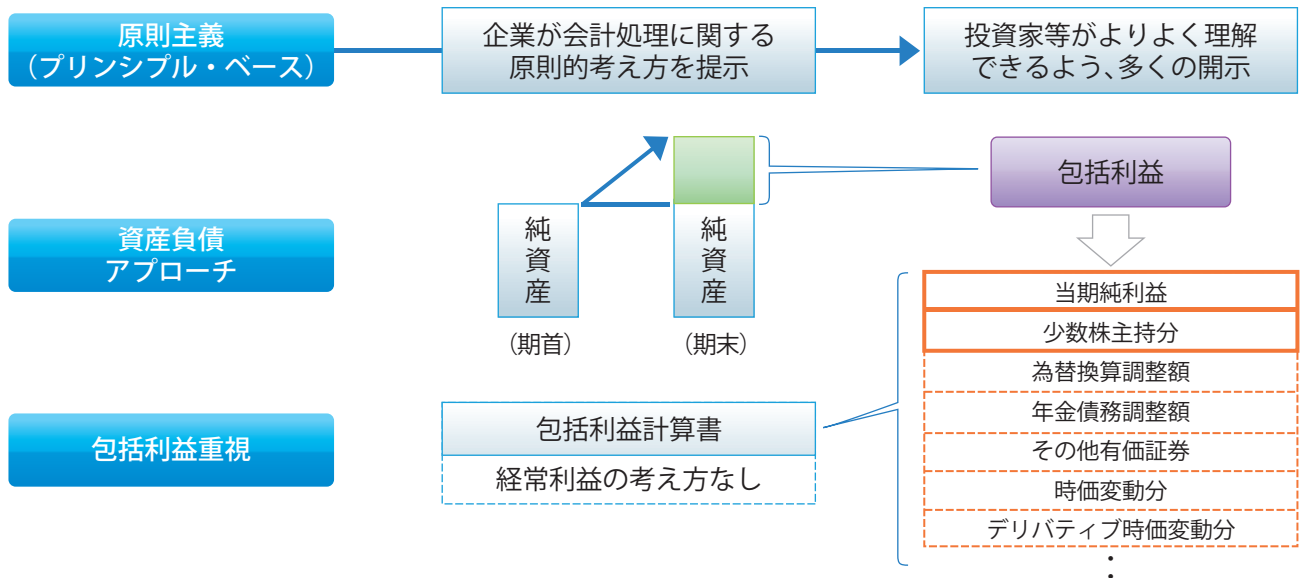 原則主義
（プリンシプル・ベース）
企業が会計処理に関する
原則的考え方を提示
投資家等がよりよく理解
できるよう、多くの開示
資産負債
アプローチ
純資産
（期首）
純資産
（期末）
包括利益
包括利益重視
包括利益計算書
経常利益の考え方なし
当期純利益
少数株主持分
為替換算調整額
年金債務調整額
その他有価証券
時価変動分
デリバティブ時価変動分